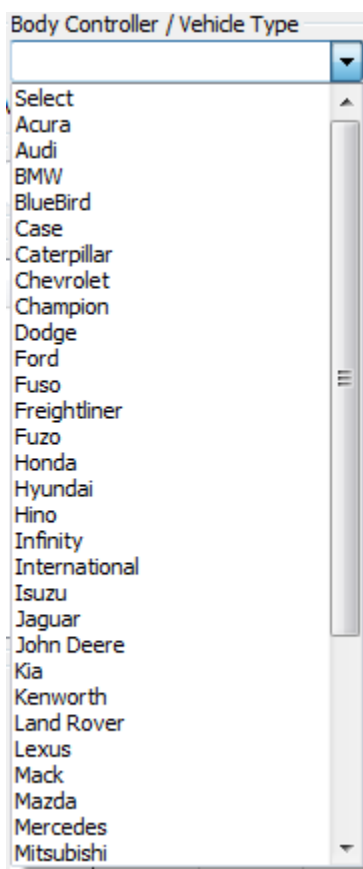 Body Controller / Vehicle Type
Select
Acura
Audi
BMW
BlueBird
Case
Caterpillar
Chevrolet
Champion
Dodge
Ford
Fuso
Freightliner
Fuzo
Honda
Hyundai
Hino
Infinity
International
Isuzu
Jaguar
John Deere
Kia
Kenworth
Land Rover
Lexus
Mack
Mazda
Mercedes
Mitsubishi